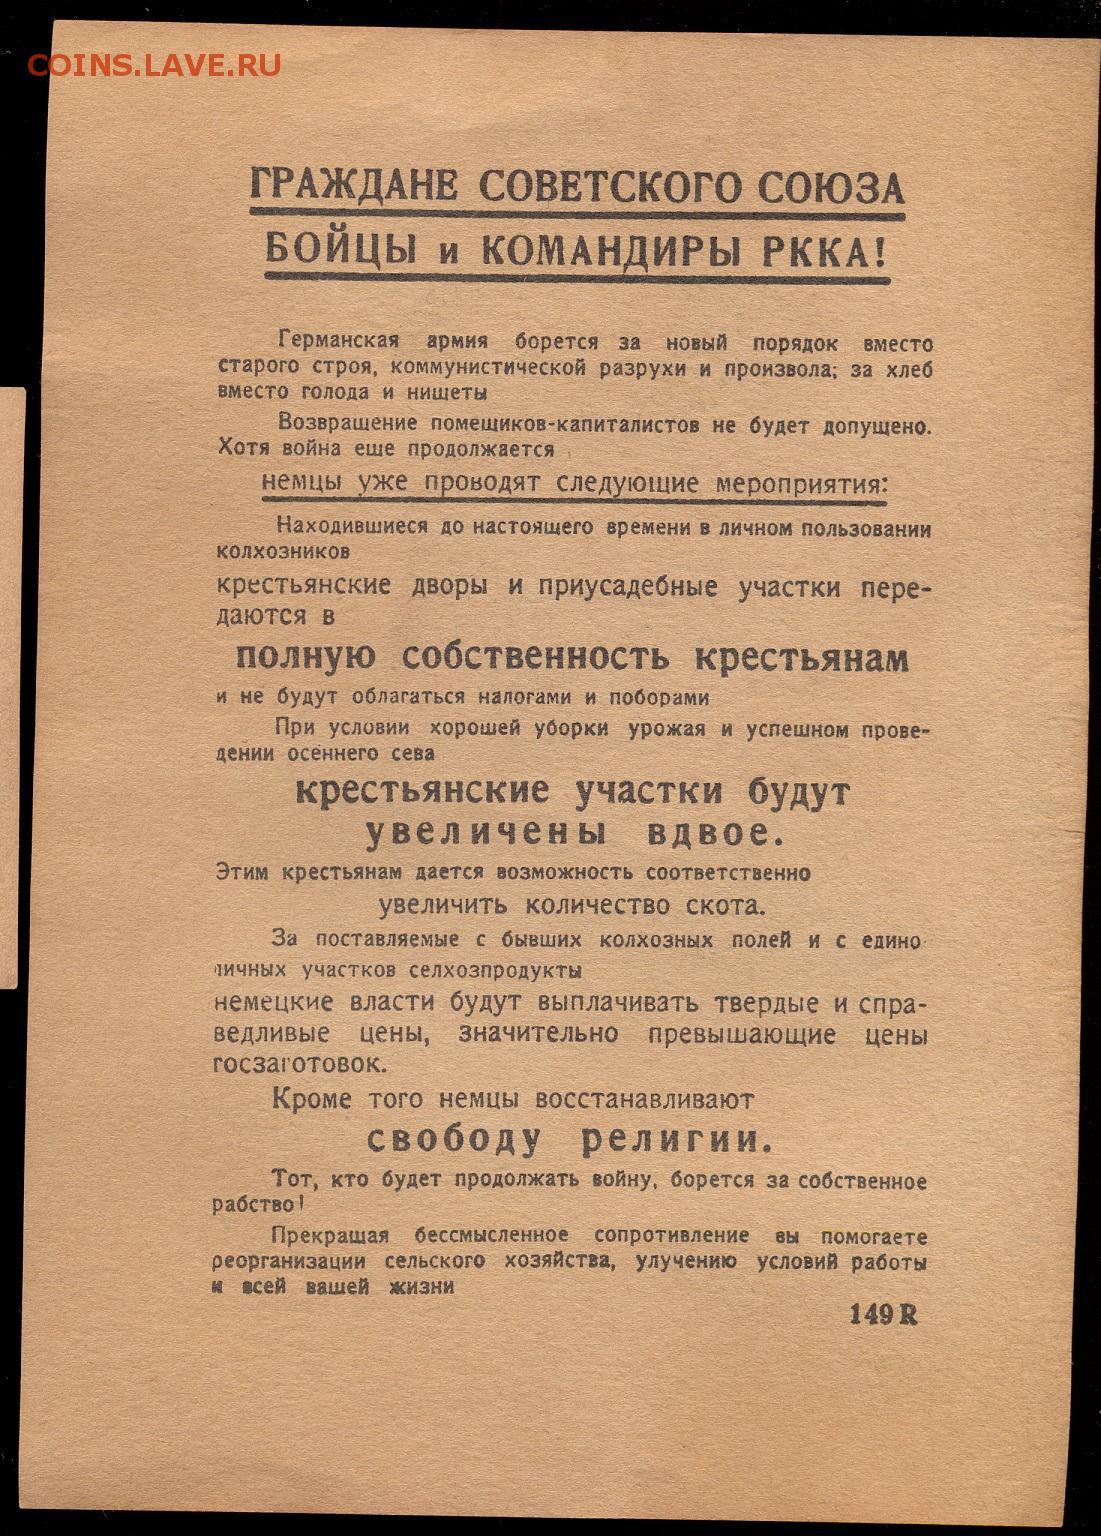 COINS.LAVE.RU
ГРАЖДАНЕ СОВЕТСКОГО СОЮЗА
БОЙЦЫ и КОМАНДИРЫ РККА!
Германская армия борется за новый порядок вместо
старого строя, коммунистической разрухи и произвола; за хлеб
вместо голода и нишеты
Возврашение помещиков-капиталистов не будет допущено.
Хотя война еше продолжается
немцы уже проводят следующие мероприятия:
Находившиеся до настоящего времени в личном пользовании
колхозников
крестьянские дворы и приусадебные участки пере-
даются в
полную собственность крестьянам
и не будут облагаться налогами и поборами
При условии хорошей уборки урожая и успешном прове-
дении осеннего сева
крестьянские участки будут
увеличены вдвое.
Этим крестьянам дается возможность соответственно
увеличить количество скота.
За поставляемые с бывших колхозных полей и с едино-
личных участков селхозпродукты
немецкие власти будут выплачивать твердые и спра-
ведливые цены, значительно превышающие цены
госзаготовок.
Кроме того немцы восстанавливают
свободу религии.
Тот, кто будет продолжать войну, борется за собственное
рабство!
Прекращая бессмысленное сопротивление вы помогаете
реорганизации сельского хозяйства, улучению условий работы
и всей вашей жизни
149 R